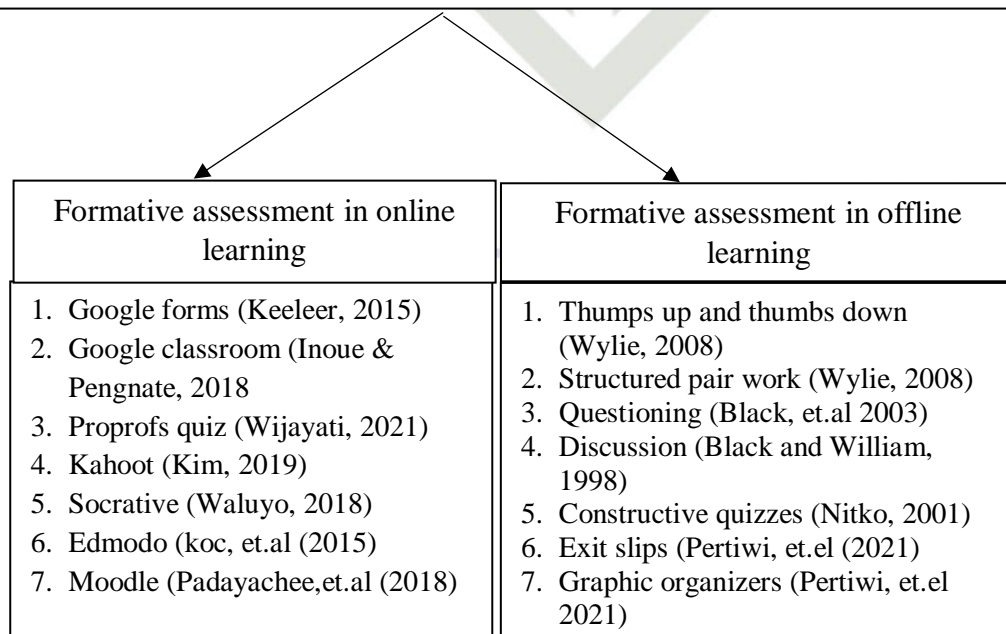 Formative assessment in online
learning
1. Google forms (Keeleer, 2015)
2. Google classroom (Inoue &
Pengnate, 2018
3. Proprofs quiz (Wijayati, 2021)
4. Kahoot (Kim, 2019)
5. Socrative (Waluyo, 2018)
6. Edmodo (koc, et.al (2015)
7. Moodle (Padayachee,et.al (2018)
Formative assessment in offline
learning
1. Thumps up and thumbs down
(Wylie, 2008)
2. Structured pair work (Wylie, 2008)
3. Questioning (Black, et.al 2003)
4. Discussion (Black and William,
1998)
5. Constructive quizzes (Nitko, 2001)
6. Exit slips (Pertiwi, et.el (2021)
7. Graphic organizers (Pertiwi, et.el
2021)